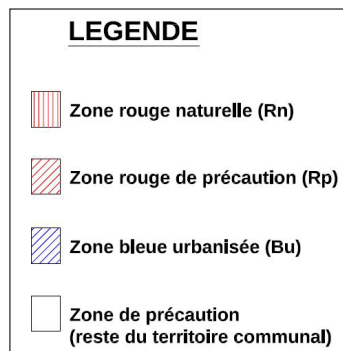 LEGENDE
Zone rouge naturelle (Rn)
Zone rouge de précaution (Rp)
Zone bleue urbanisée (Bu)
Zone de précaution
(reste du territoire communal)